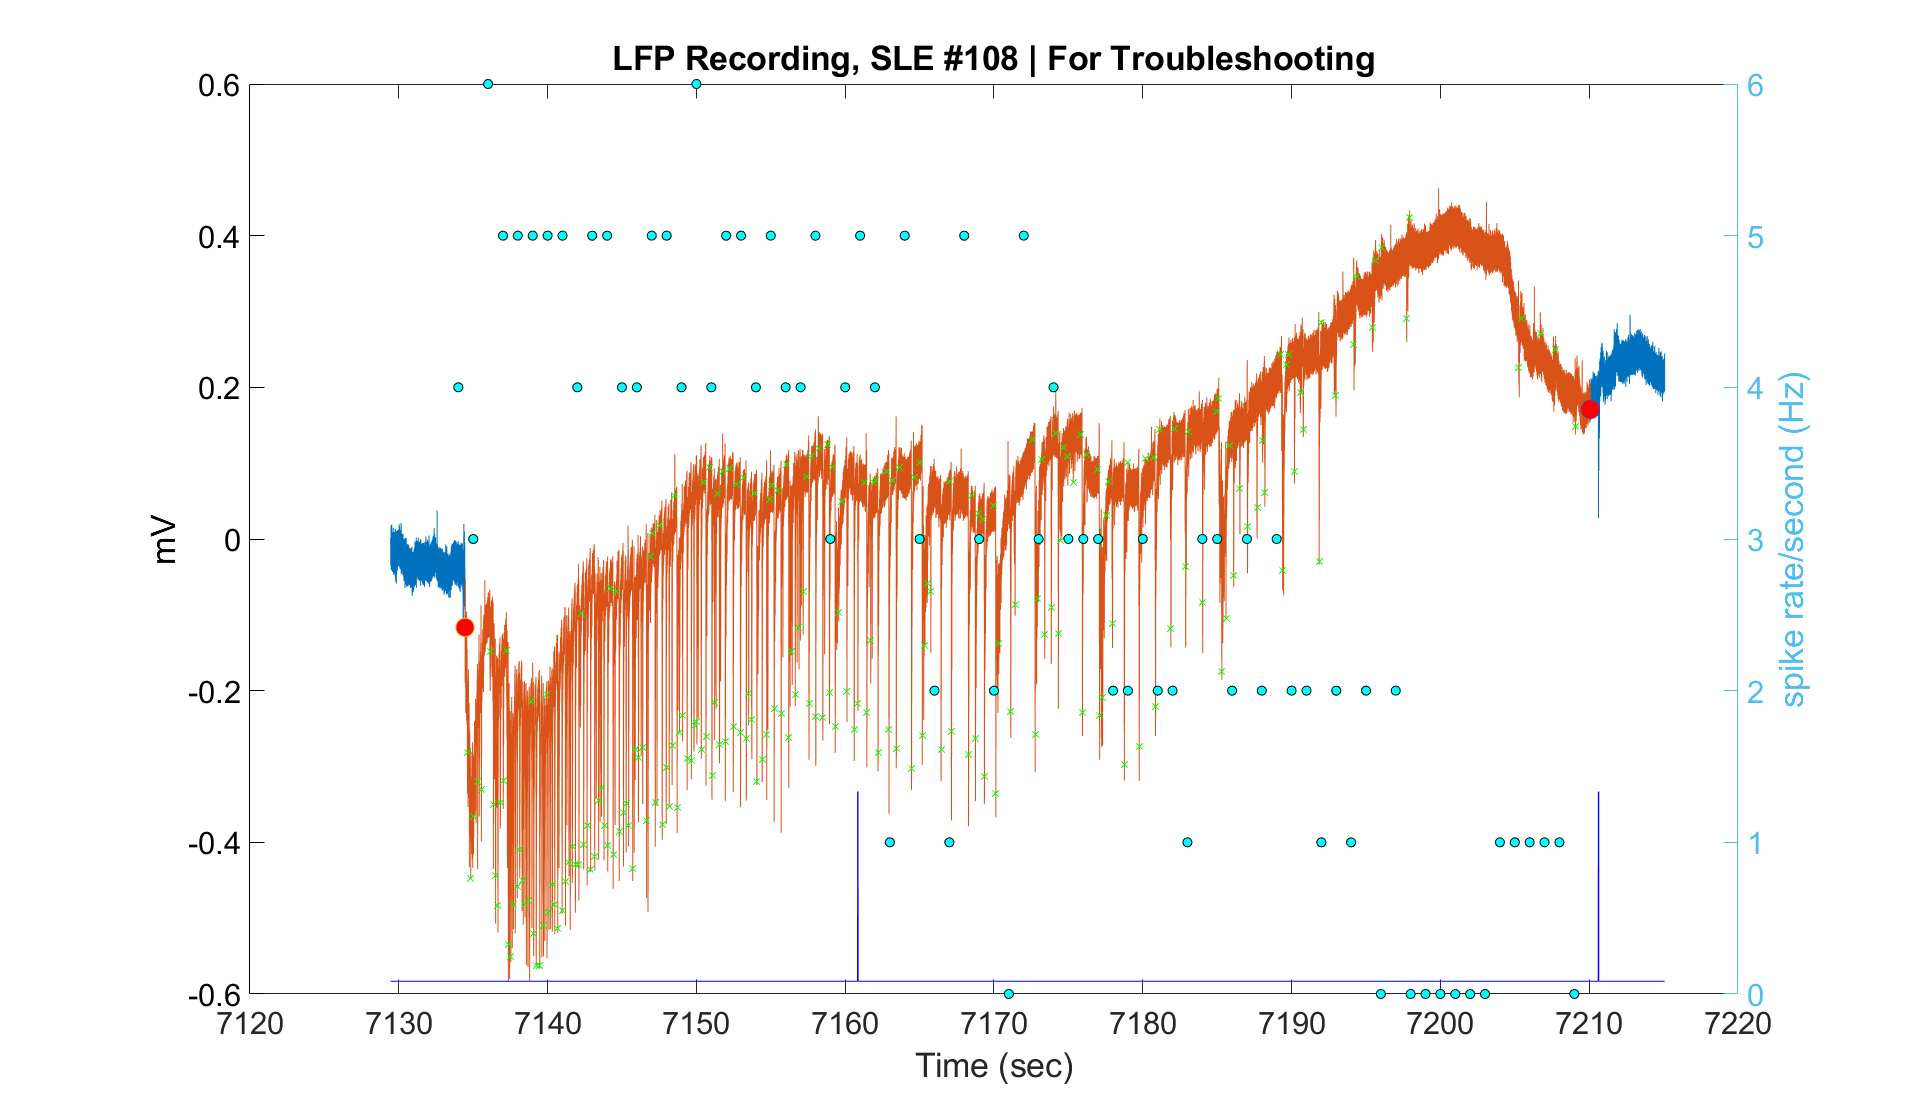 LFP Recording, SLE #108 | For Troubleshooting
0.6
0.4
0.2
0
-0.2
-0.4
-0.6
mV
6
5
4
3
2
1
0
spike rate/second (Hz)
7120 7130 7140 7150 7160 7170 7180 7190 7200 7210 7220
Time (sec)